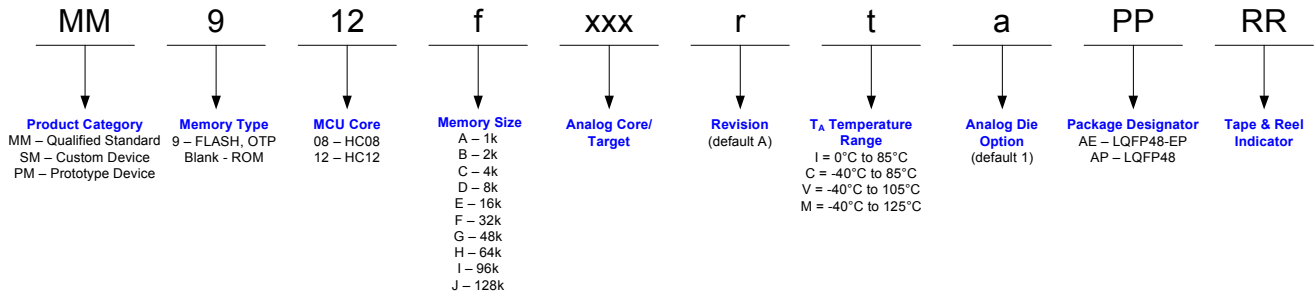 MM 9 12 f xxx r t a PP RR
Product Category
MM – Qualified Standard
SM – Custom Device
PM – Prototype Device
Memory Type
9 – FLASH, OTP
Blank - ROM
MCU Core
08 – HC08
12 – HC12
Memory Size
A – 1k
B – 2k
C – 4k
D – 8k
E – 16k
F – 32k
G – 48k
H – 64k
I – 96k
J – 128k
Analog Core/
Target
Revision
(default A)
TA Temperature
Range
I = 0°C to 85°C
C = -40°C to 85°C
V = -40°C to 105°C
M = -40°C to 125°C
Analog Die
Option
(default 1)
Package Designator
AE – LQFP48-EP
AP – LQFP48
Tape & Reel
Indicator